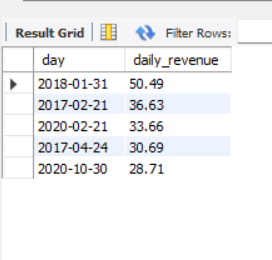 Result Grid Filter Rows:
day daily_revenue
2018-01-31 50.49
2017-02-21 36.63
2020-02-21 33.66
2017-04-24 30.69
2020-10-30 28.71